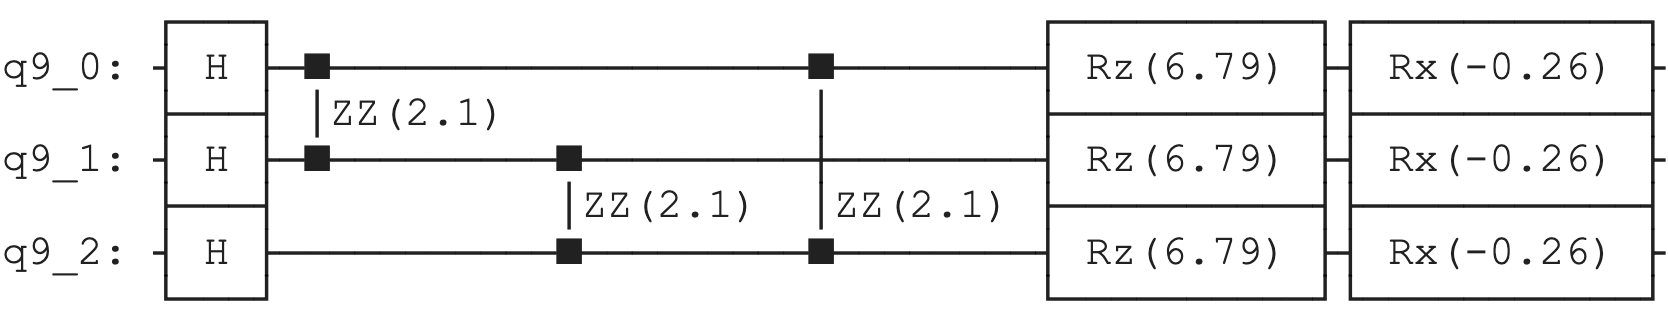 q9_0: H Rz(6.79) Rx(-0.26)
ZZ(2.1)
q9_1: H Rz(6.79) Rx(-0.26)
ZZ(2.1) ZZ(2.1)
q9_2: H Rz(6.79) Rx(-0.26)